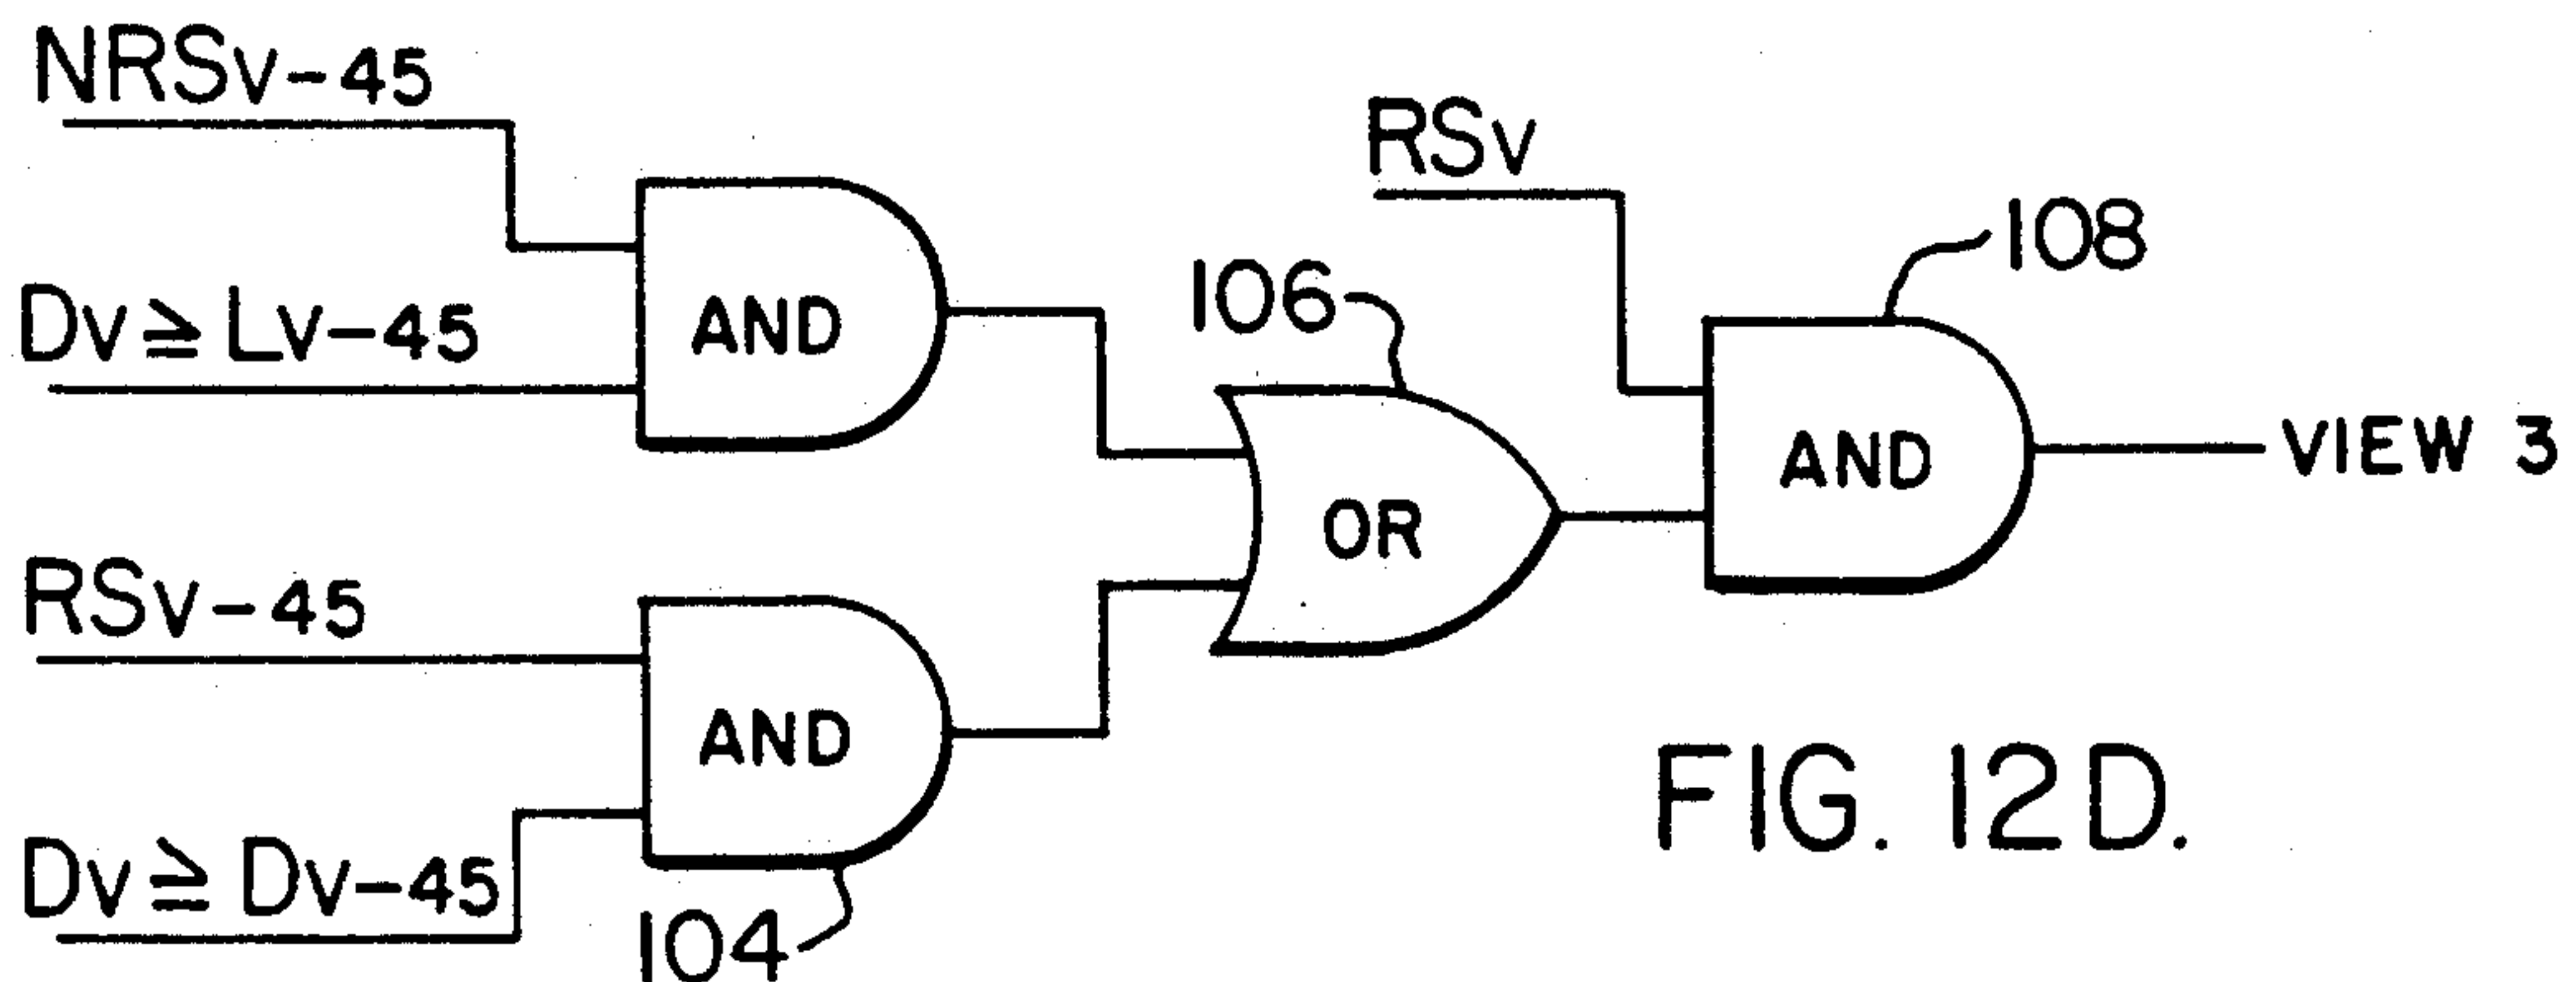 NRSv-45
RSv
108
Dv ≧ Lv-45
106
AND
AND
VIEW 3
OR
RSv-45
AND
Dv ≧ Dv-45
104
FIG. 12D.